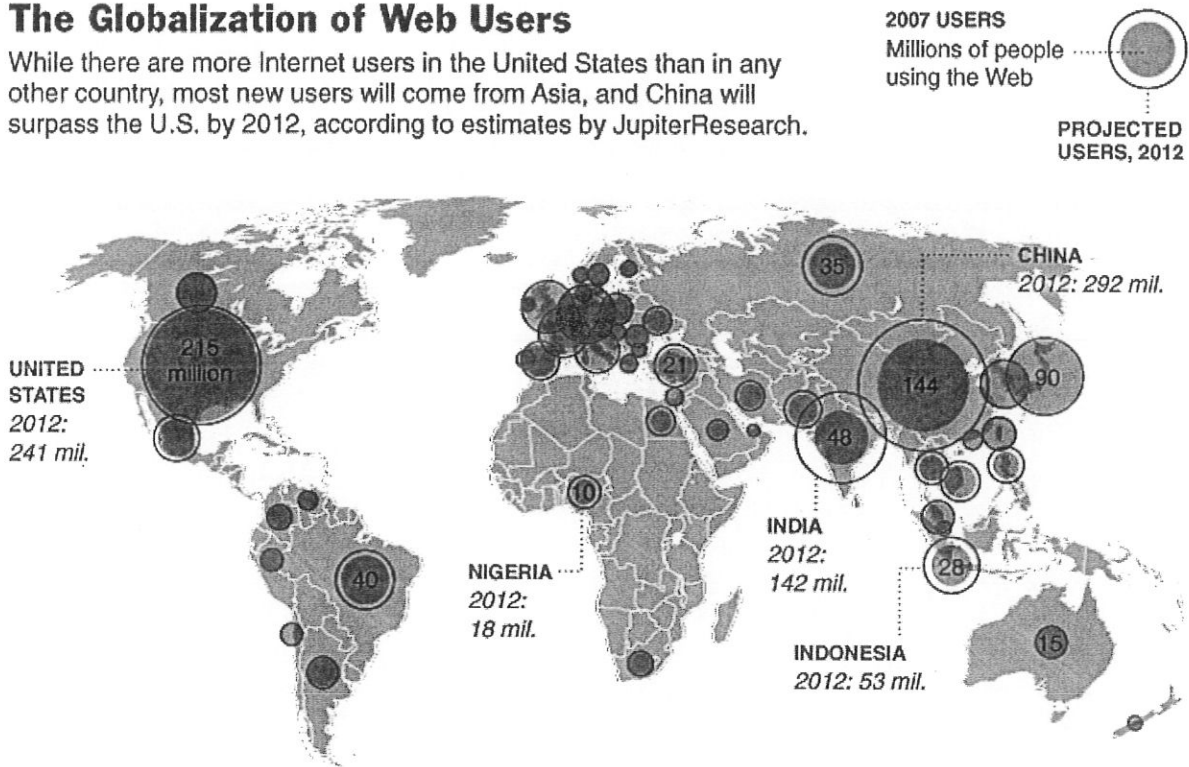 The Globalization of Web Users
While there are more Internet users in the United States than in any
other country, most new users will come from Asia, and China will
surpass the U.S. by 2012, according to estimates by JupiterResearch.
2007 USERS
Millions of people
using the Web
PROJECTED
USERS, 2012
UNITED
STATES
2012:
241 mil.
215
million
40
NIGERIA
2012:
18 mil.
10
21
35
CHINA
2012: 292 mil.
144
90
48
INDIA
2012:
142 mil.
28
INDONESIA
2012: 53 mil.
15